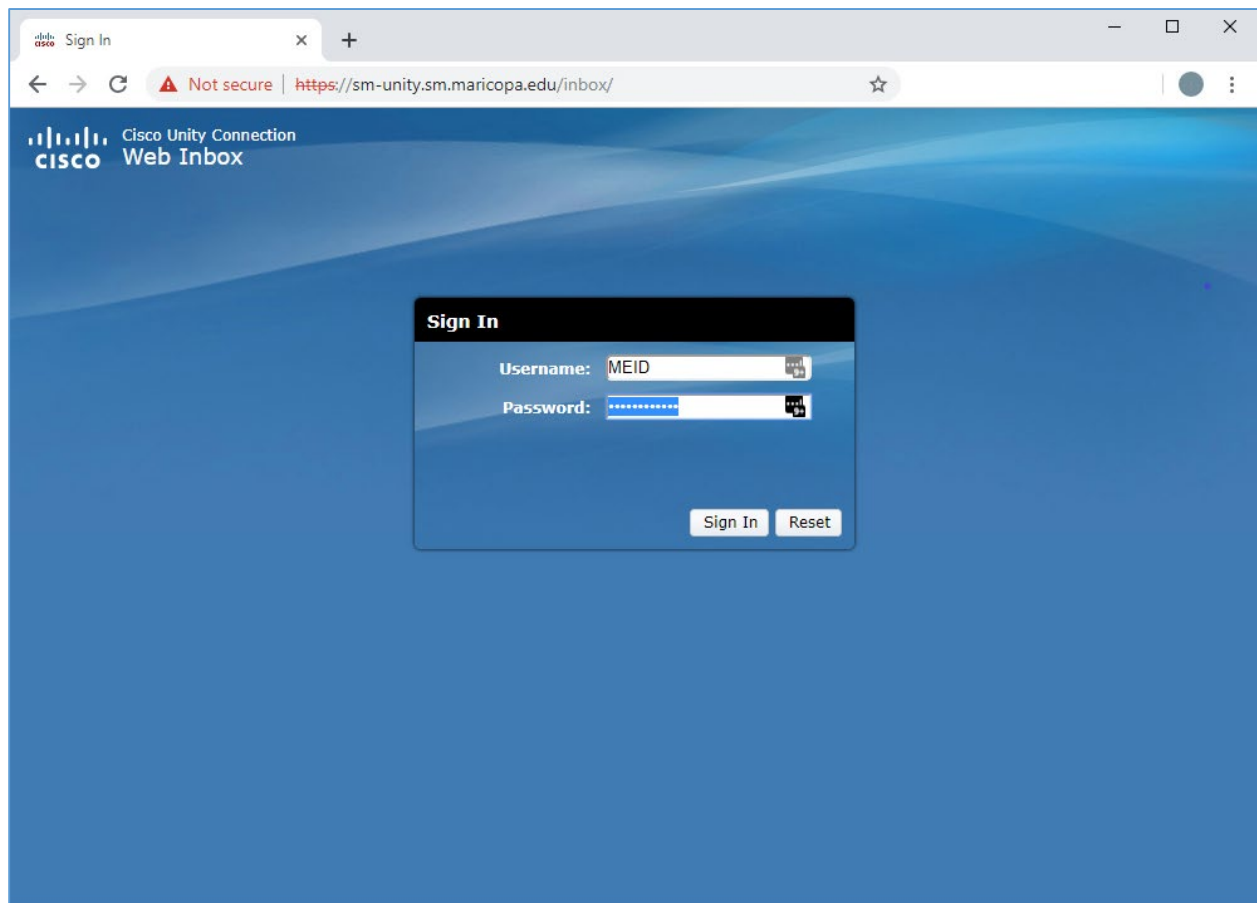 Sign In
Not secure | https://sm-unity.sm.maricopa.edu/inbox/
CISCO
Cisco Unity Connection
Web Inbox
Sign In
Username: MEID
Password: ••••••••••••
Sign In Reset